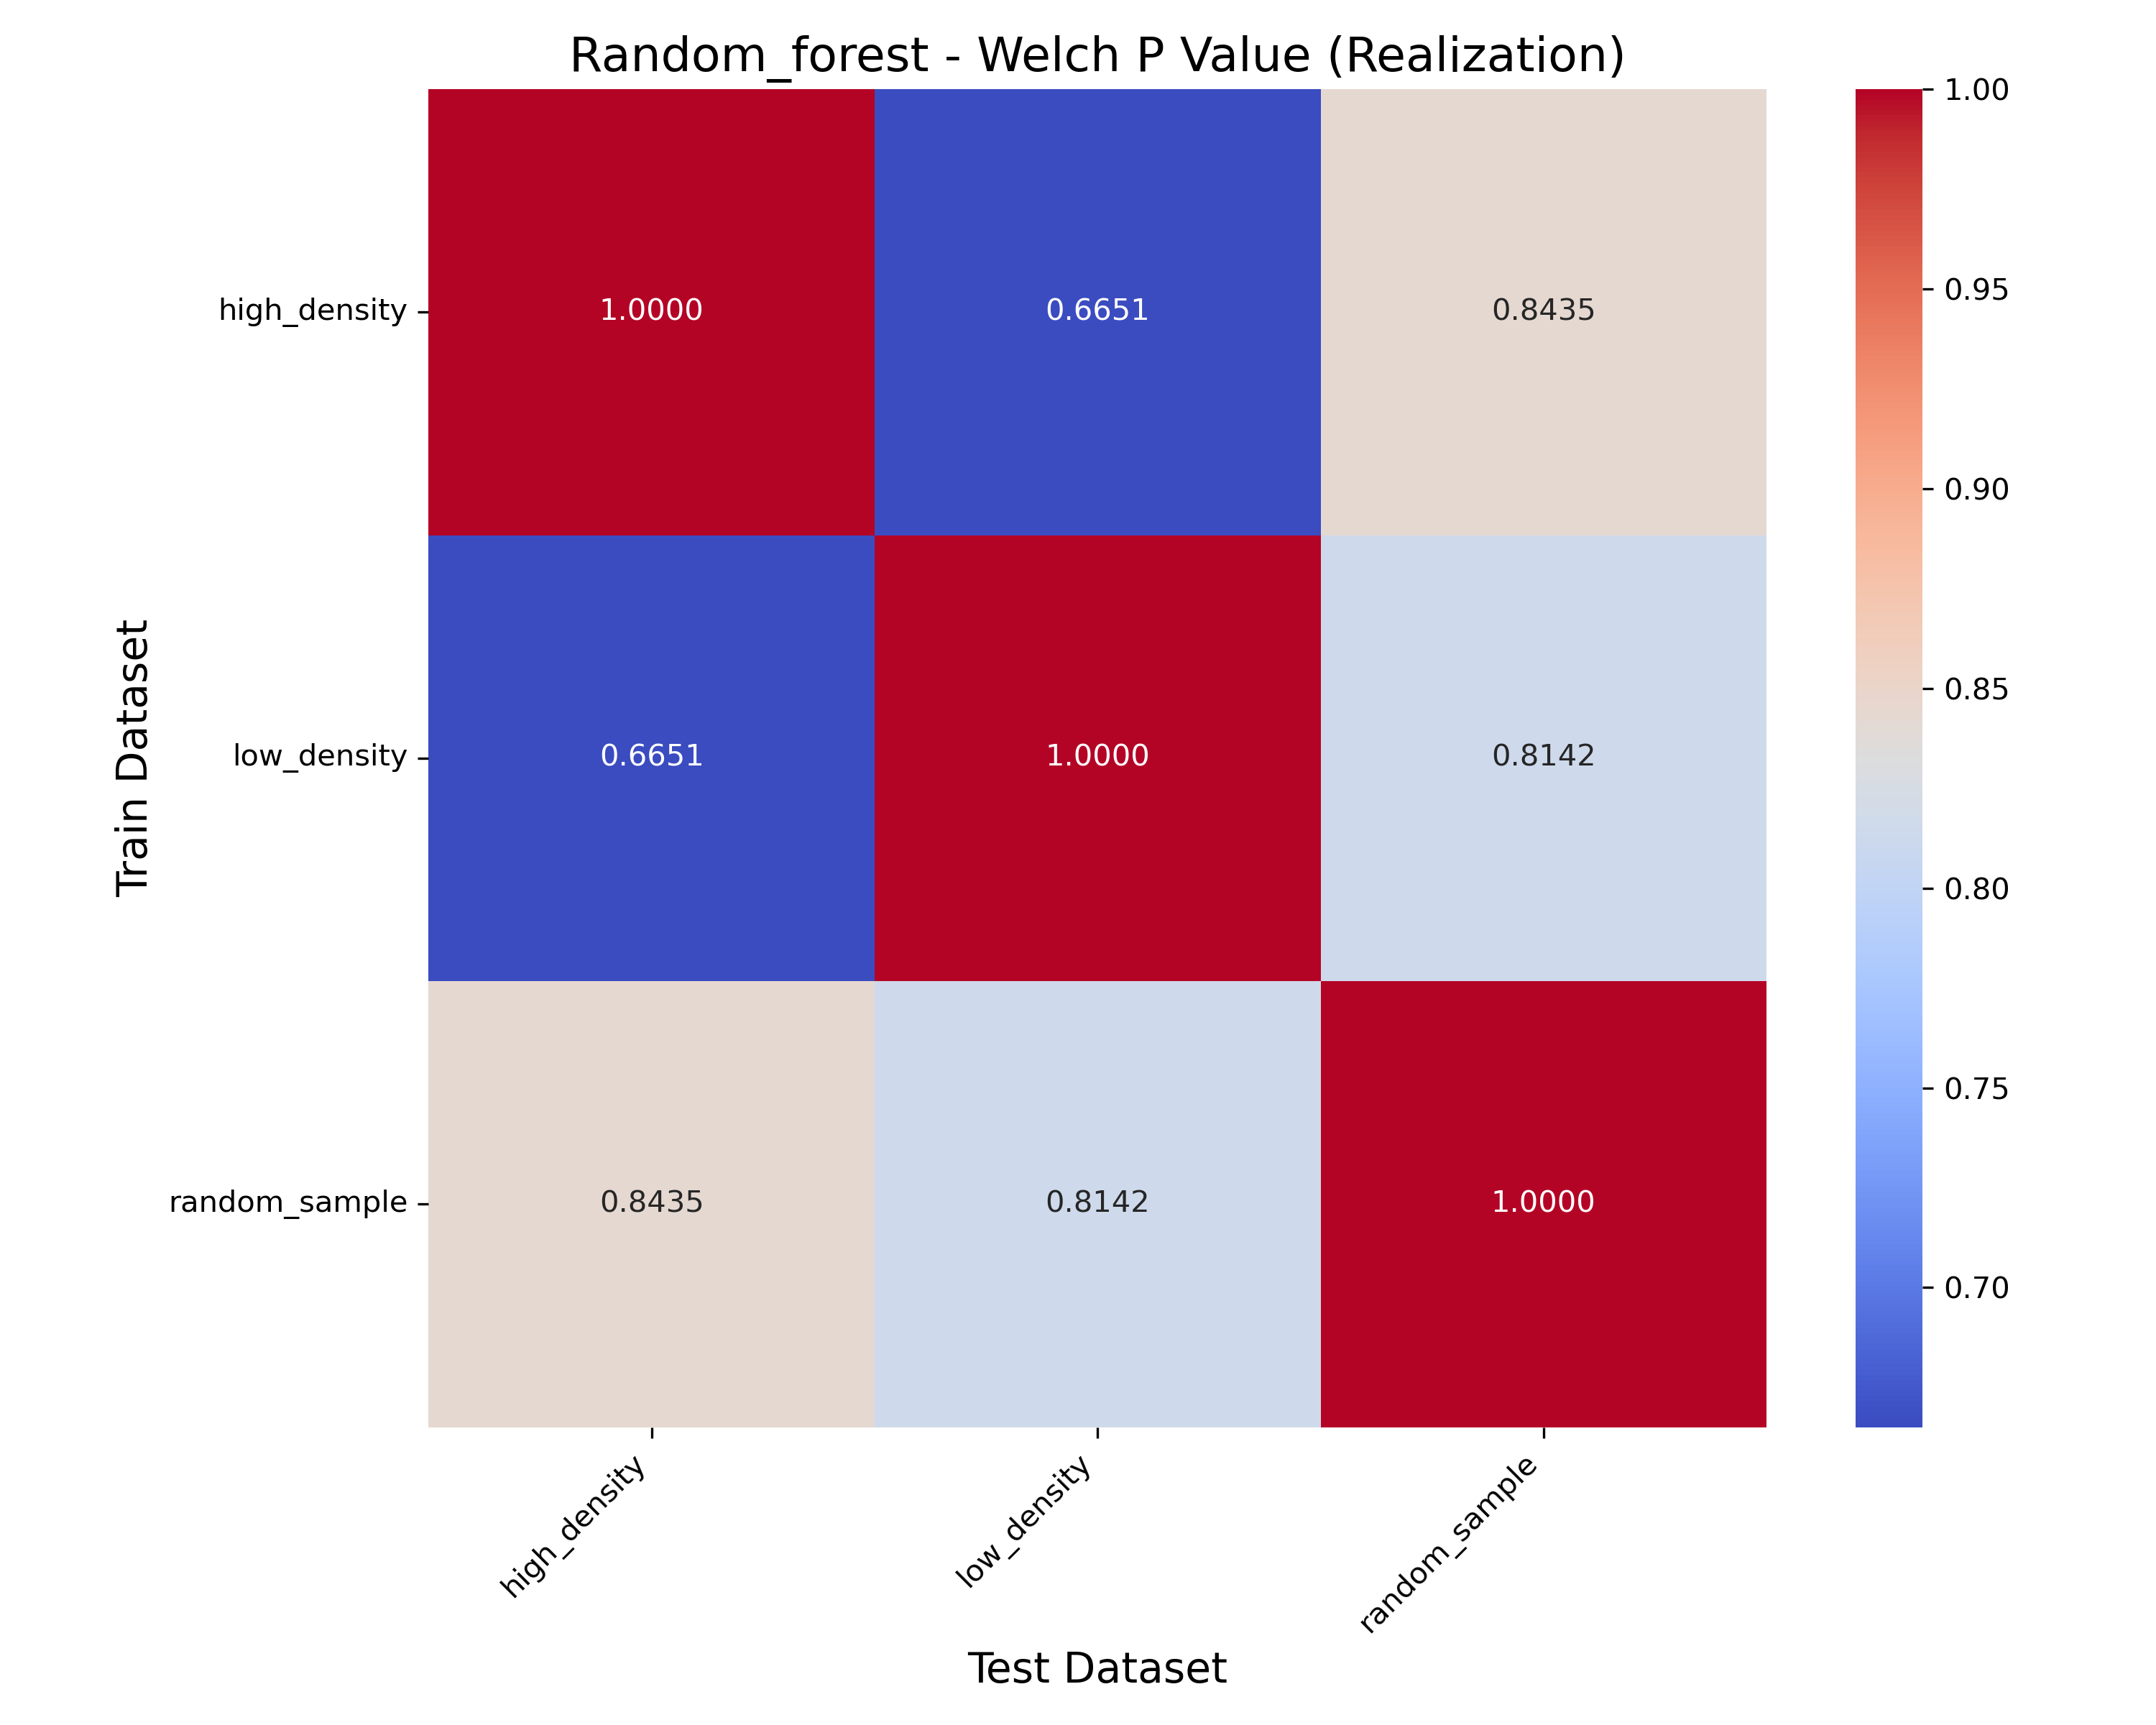 Random_forest - Welch P Value (Realization)
Train Dataset
high_density
1.0000
0.6651
0.8435
low_density
0.6651
1.0000
0.8142
random_sample
0.8435
0.8142
1.0000
high_density
low_density
random_sample
Test Dataset
1.00
0.95
0.90
0.85
0.80
0.75
0.70